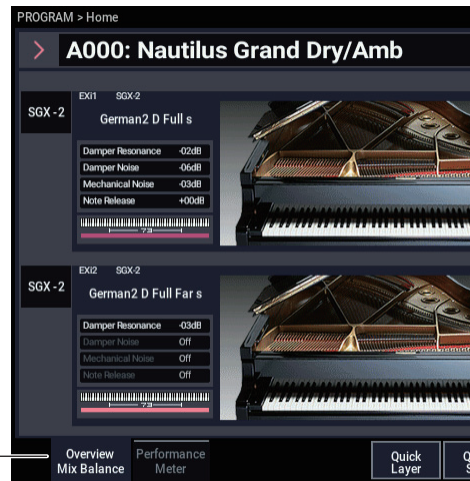 PROGRAM > Home
A000: Nautilus Grand Dry/Amb
EXi1 SGX-2
SGX-2
German2 D Full s
Damper Resonance -02dB
Damper Noise -06dB
Mechanical Noise -03dB
Note Release +00dB
73
EXi2 SGX-2
SGX-2
German2 D Full Far s
Damper Resonance -03dB
Damper Noise Off
Mechanical Noise Off
Note Release Off
73
Overview
Mix Balance
Performance
Meter
Quick
Layer